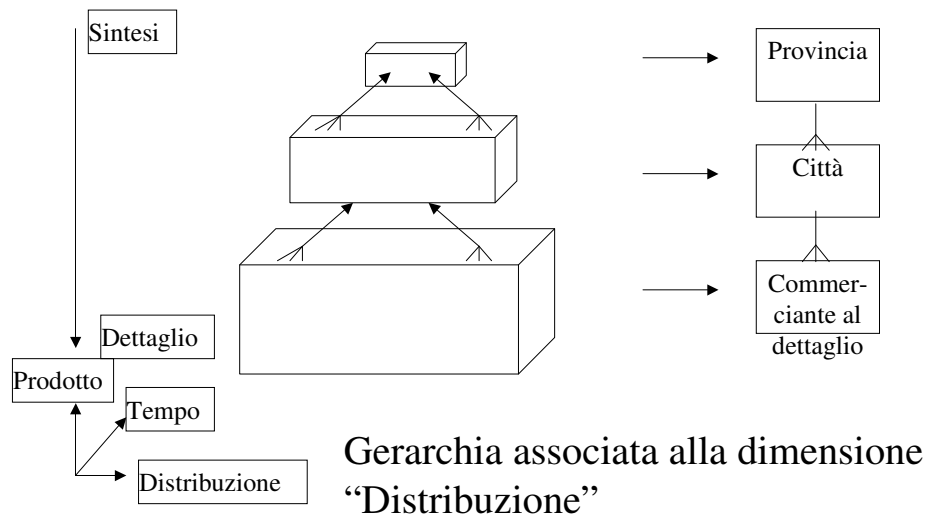 Sintesi
Provincia
Città
Commer-
ciante al
dettaglio
Dettaglio
Prodotto
Tempo
Distribuzione
Gerarchia associata alla dimensione
“Distribuzione”